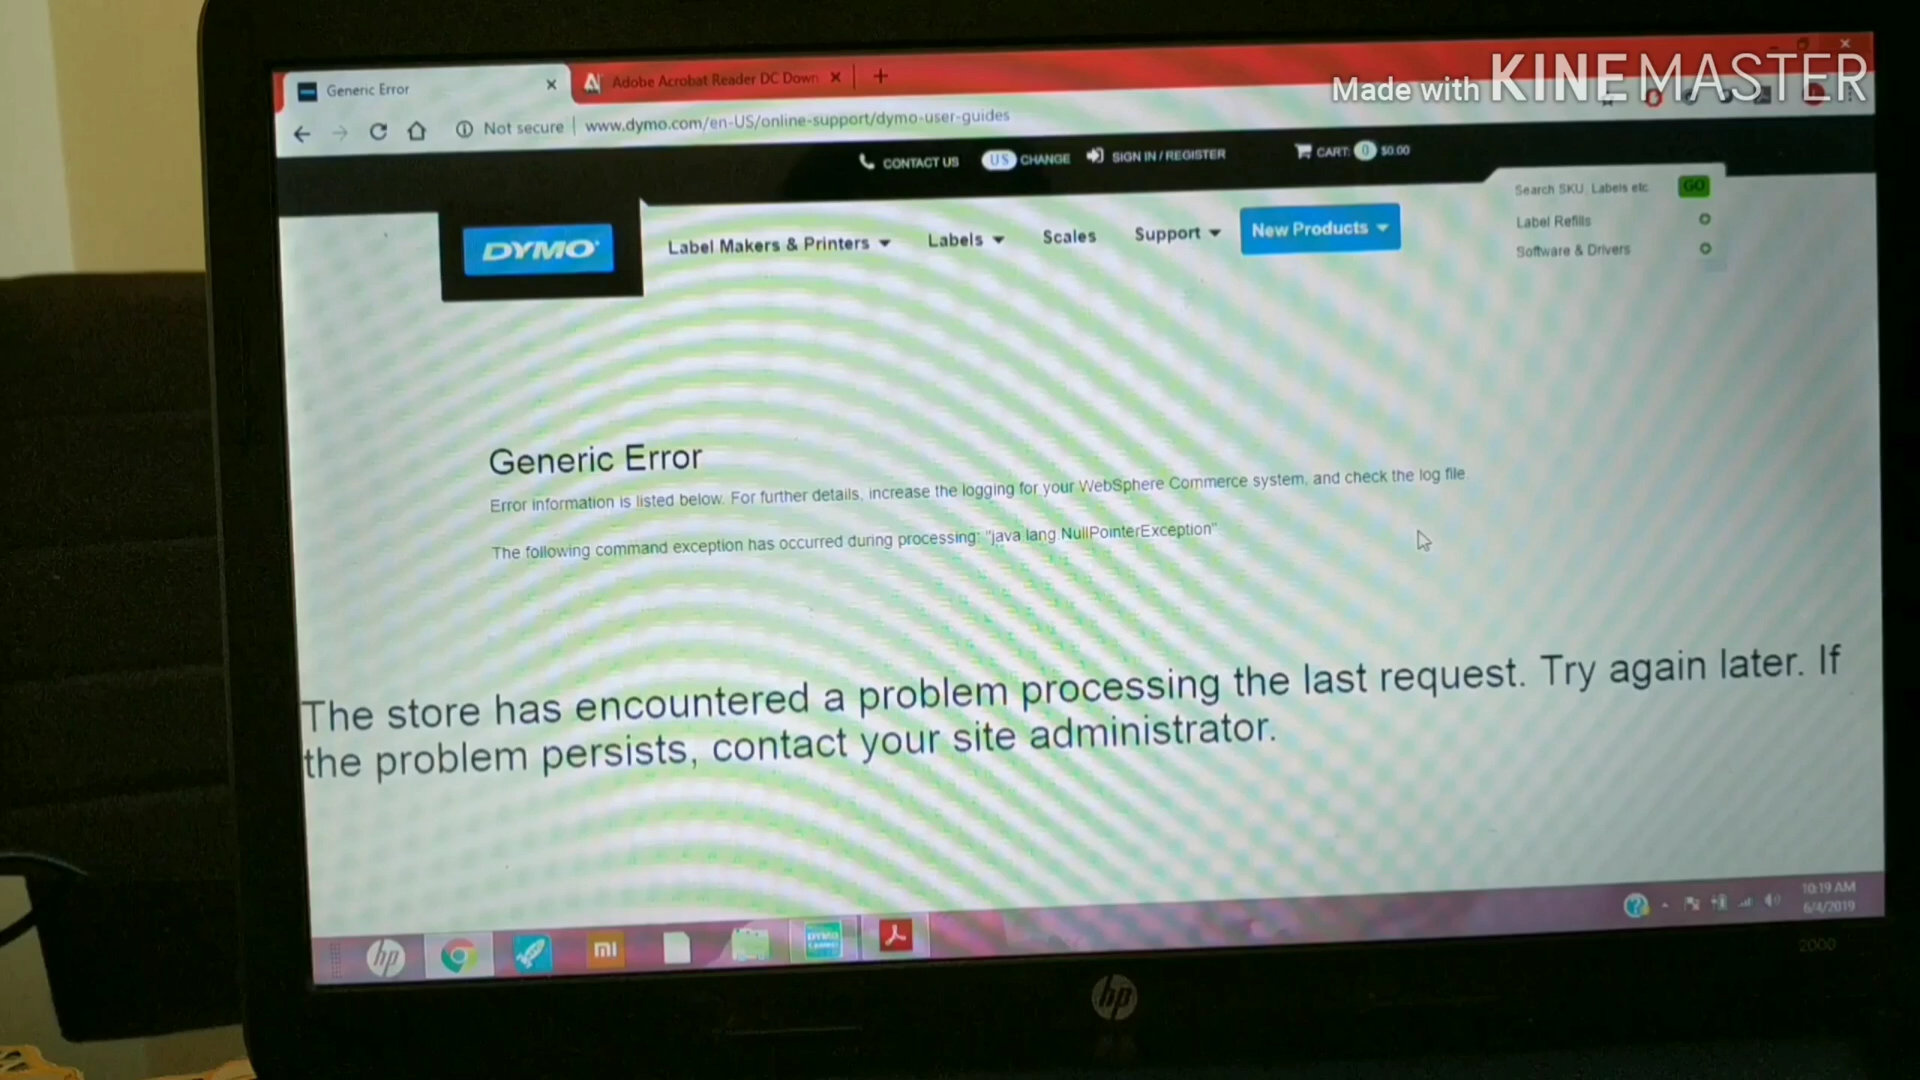 Made with KINEMASTER
Generic Error
Adobe Acrobat Reader DC Down
Not secure
www.dymo.com/en-US/online-support/dymo-user-guides
CONTACT US
US CHANGE
SIGN IN / REGISTER
CART: 0 $0.00
DYMO
Label Makers & Printers
Labels
Scales
Support
New Products
Search SKU, Labels etc.
GO
Label Refills
Software & Drivers
Generic Error
Error information is listed below. For further details, increase the logging for your WebSphere Commerce system, and check the log file.
The following command exception has occurred during processing: "java.lang.NullPointerException"
The store has encountered a problem processing the last request. Try again later. If
the problem persists, contact your site administrator.
hp
mi
DYMO
10:19 AM
6/4/2019
2000
hp